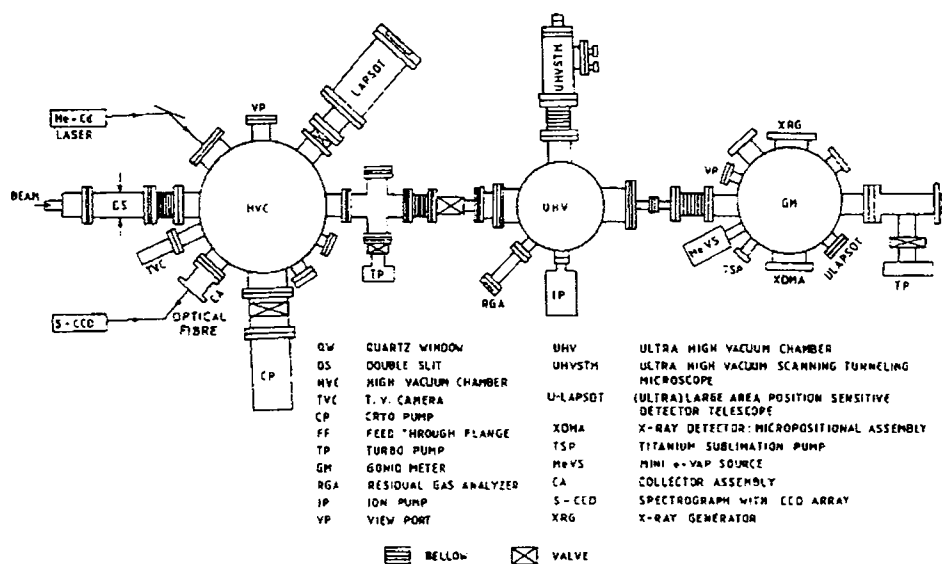 LAPSDT
UHVSTM
He-Cd
LASER
VP
XRG
VP
BEAM
DS
HVC
UHV
GM
MeVS
TVC
TSP
XDMA
ULAPSDT
TP
TP
RGA
IP
CA
OPTICAL
FIBRE
S-CCD
CP
QW QUARTZ WINDOW
DS DOUBLE SLIT
HVC HIGH VACUUM CHAMBER
TVC T.V. CAMERA
CP CRYO PUMP
FF FEED THROUGH FLANGE
TP TURBO PUMP
GM GONIO METER
RGA RESIDUAL GAS ANALYZER
IP ION PUMP
VP VIEW PORT
UHV ULTRA HIGH VACUUM CHAMBER
UHVSTM ULTRA HIGH VACUUM SCANNING TUNNELING
MICROSCOPE
U-LAPSDT (ULTRA)LARGE AREA POSITION SENSITIVE
DETECTOR TELESCOPE
XDMA X-RAY DETECTOR:MICROPOSITIONAL ASSEMBLY
TSP TITANIUM SUBLIMATION PUMP
MeVS MINI e-VAP SOURCE
CA COLLECTOR ASSEMBLY
S-CCD SPECTROGRAPH WITH CCD ARRAY
XRG X-RAY GENERATOR
BELLOW VALVE